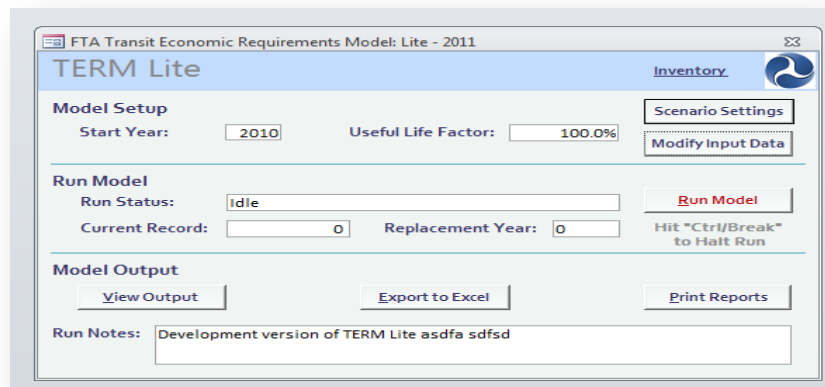 FTA Transit Economic Requirements Model: Lite - 2011
TERM Lite
Inventory
Model Setup
Scenario Settings
Start Year: 2010 Useful Life Factor: 100.0%
Modify Input Data
Run Model
Run Status: Idle
Run Model
Current Record: 0 Replacement Year: 0
Hit "Ctrl/Break"
to Halt Run
Model Output
View Output Export to Excel Print Reports
Run Notes: Development version of TERM Lite asdfa sdfsd